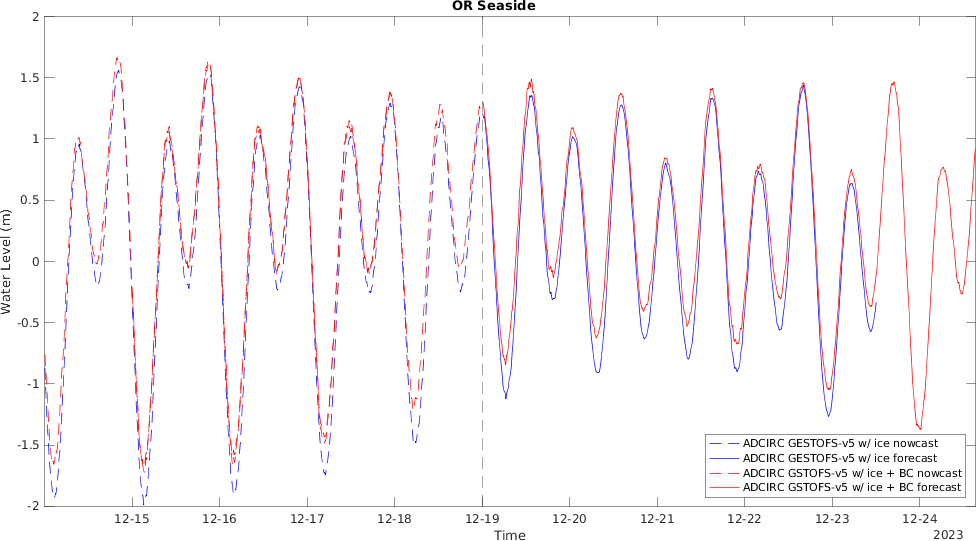 OR Seaside
2
1.5
1
0.5
0
-0.5
-1
-1.5
-2
Water Level (m)
12-15 12-16 12-17 12-18 12-19 12-20 12-21 12-22 12-23 12-24
Time
2023
ADCIRC GESTOFS-v5 w/ ice nowcast
ADCIRC GESTOFS-v5 w/ ice forecast
ADCIRC GSTOFS-v5 w/ ice + BC nowcast
ADCIRC GSTOFS-v5 w/ ice + BC forecast